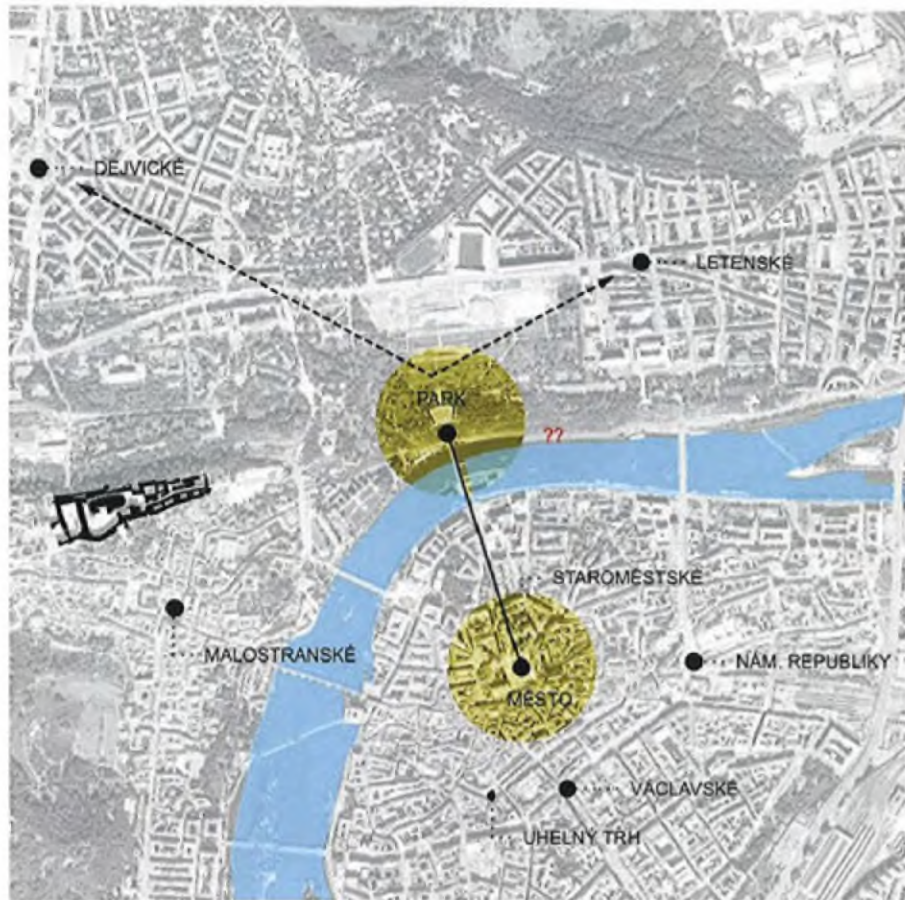 DEJVICKÉ
LETENSKÉ
PARK
??
STAROMĚSTSKÉ
MALOSTRANSKÉ
NÁM. REPUBLIKY
MĚSTO
VÁCLAVSKÉ
UHELNÝ TRH